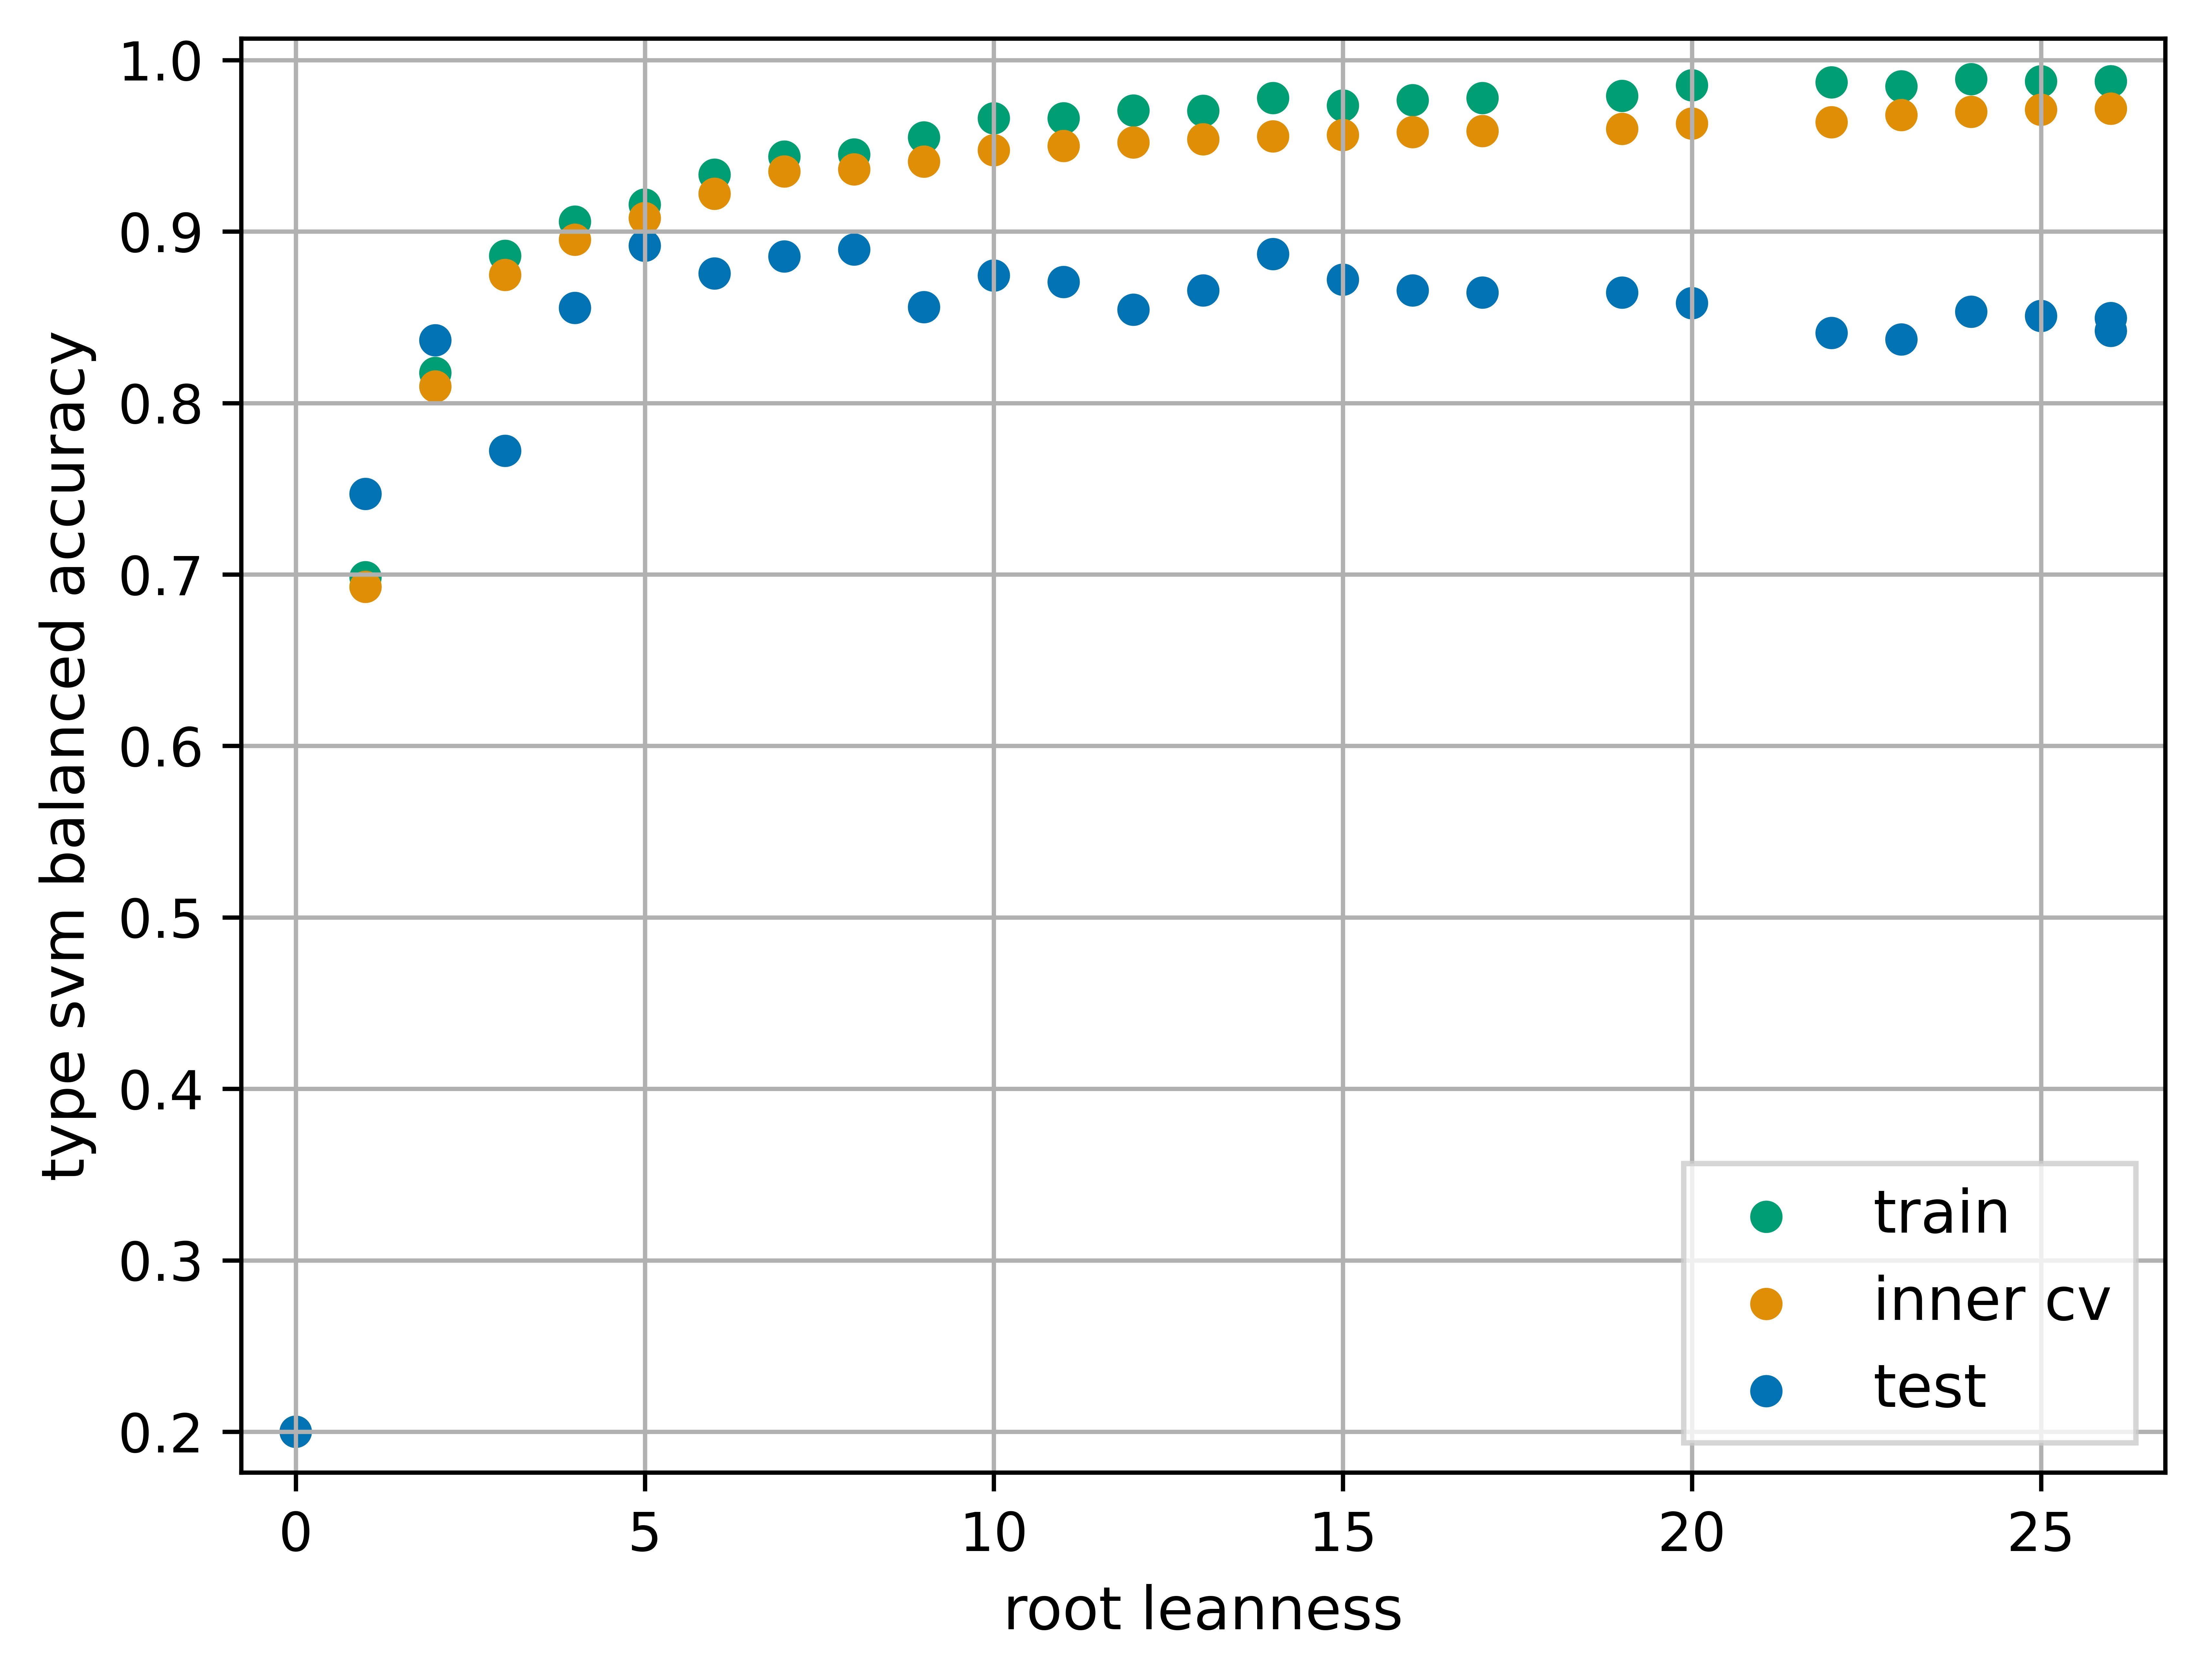 1.0
0.9
0.8
0.7
0.6
0.5
0.4
0.3
0.2
type svm balanced accuracy
train
inner cv
test
0 5 10 15 20 25
root leanness